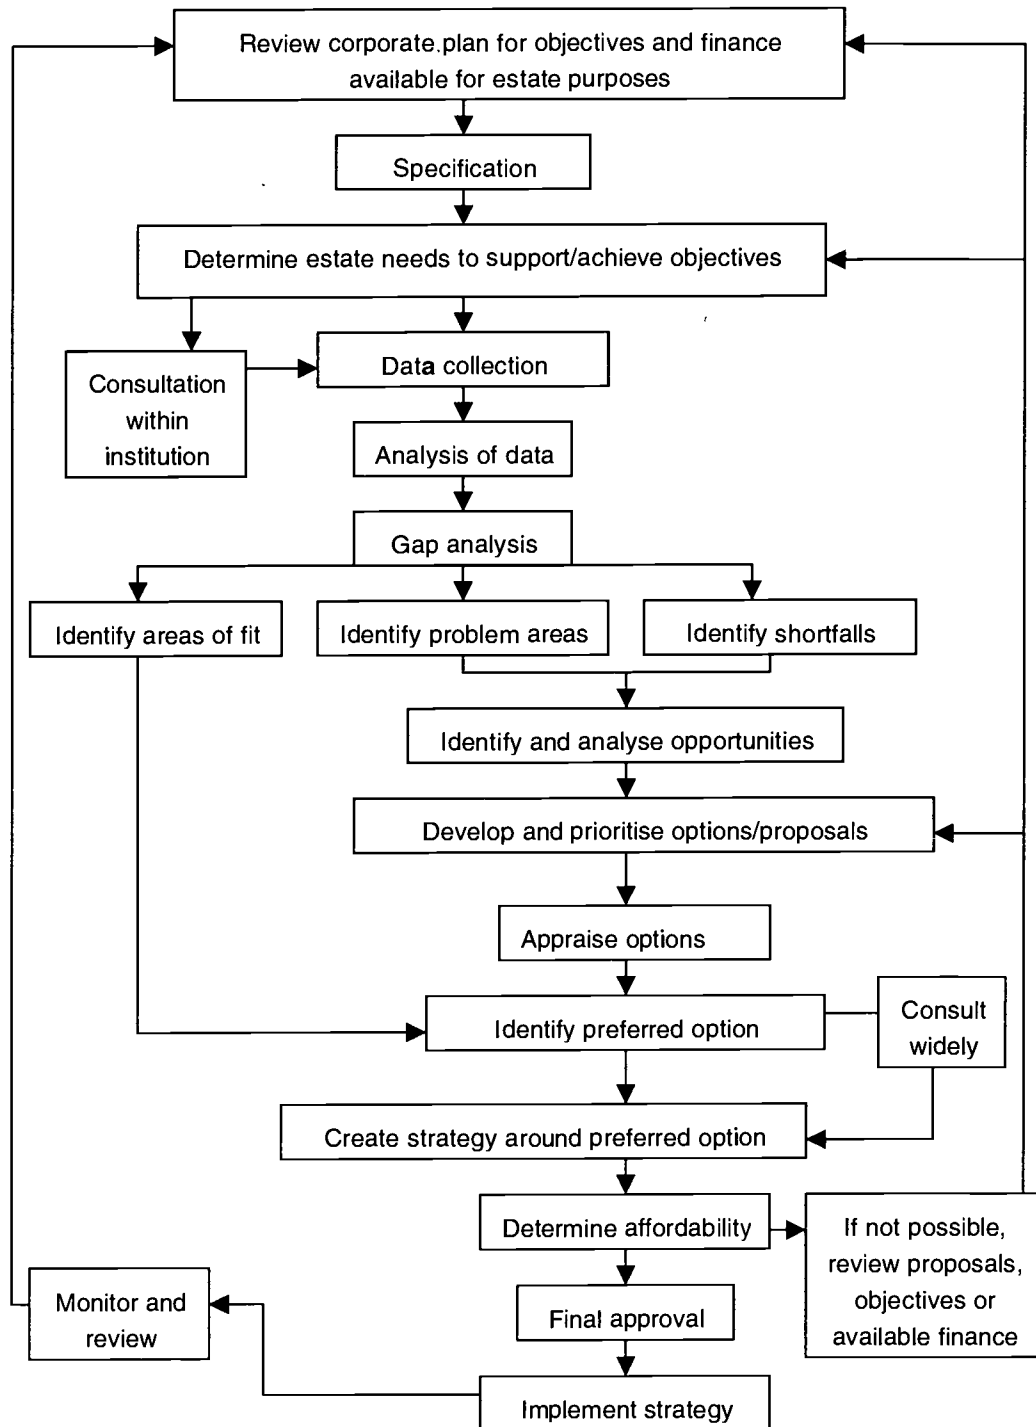 Review corporate.plan for objectives and finance
available for estate purposes
Specification
Determine estate needs to support/achieve objectives
Consultation
within
institution
Data collection
Analysis of data
Gap analysis
Identify areas of fit
Identify problem areas
Identify shortfalls
Identify and analyse opportunities
Develop and prioritise options/proposals
Appraise options
Identify preferred option
Consult
widely
Create strategy around preferred option
Determine affordability
If not possible,
review proposals,
objectives or
available finance
Final approval
Monitor and
review
Implement strategy